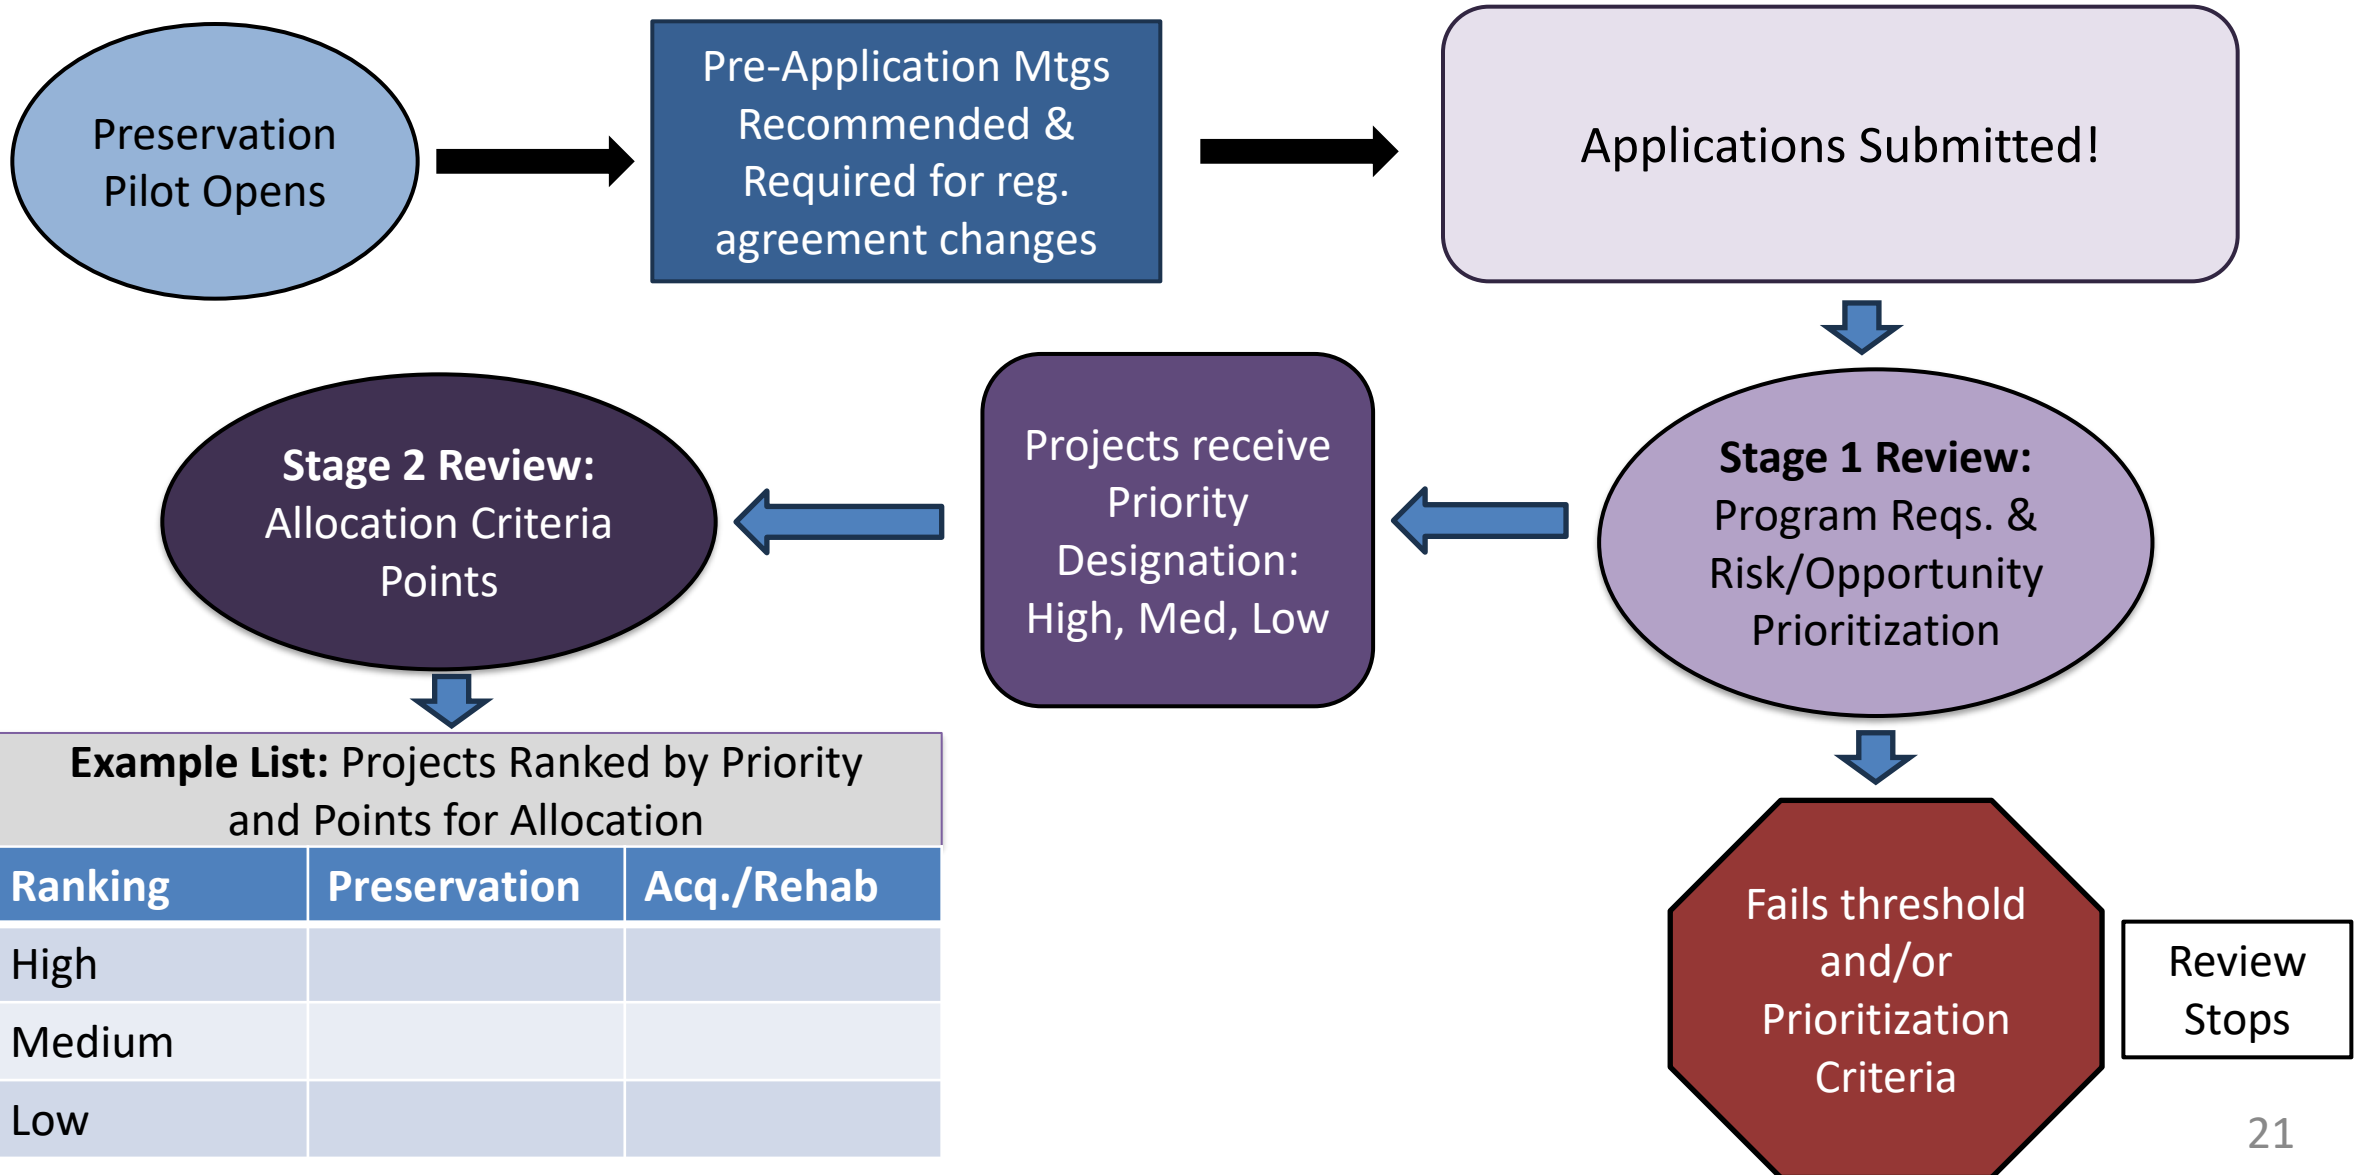 Preservation
Pilot Opens
Pre-Application Mtgs
Recommended &
Required for reg.
agreement changes
Applications Submitted!
Stage 1 Review:
Program Reqs. &
Risk/Opportunity
Prioritization
Projects receive
Priority
Designation:
High, Med, Low
Stage 2 Review:
Allocation Criteria
Points
Example List: Projects Ranked by Priority
and Points for Allocation
Ranking Preservation Acq./Rehab
High
Medium
Low
Fails threshold
and/or
Prioritization
Criteria
Review
Stops
21